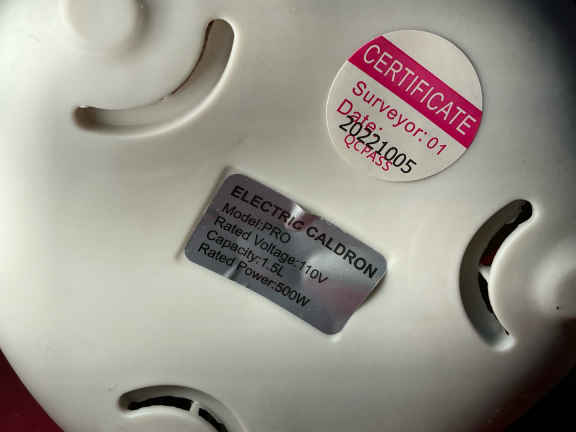 CERTIFICATE
Surveyor: 01
Date:
20221005
QCPASS
ELECTRIC CALDRON
Model:PRO
Rated Voltage:110V
Capacity:1.5L
Rated Power:500W